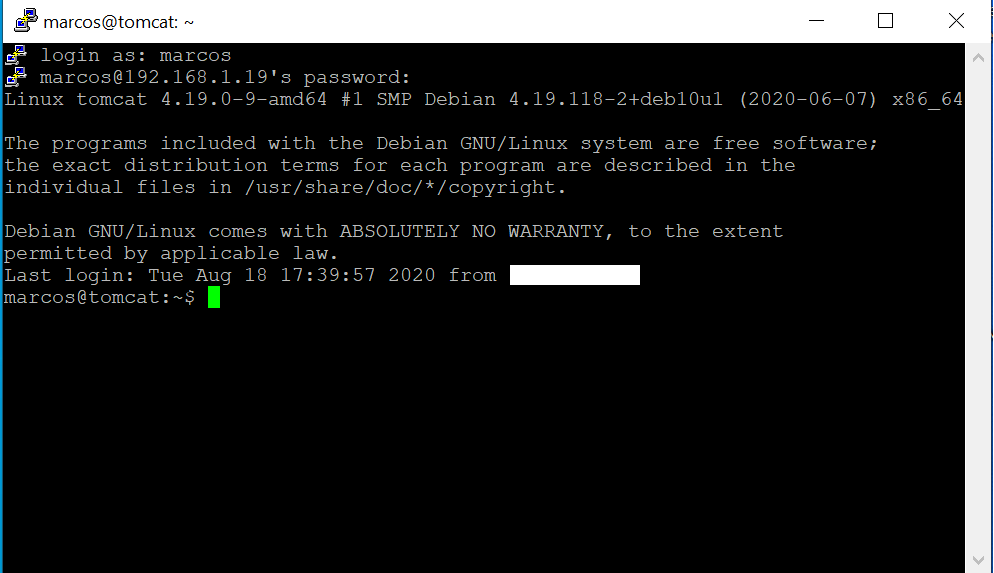 marcos@tomcat: ~
login as: marcos
marcos@192.168.1.19's password:
Linux tomcat 4.19.0-9-amd64 #1 SMP Debian 4.19.118-2+deb10u1 (2020-06-07) x86_64
The programs included with the Debian GNU/Linux system are free software;
the exact distribution terms for each program are described in the
individual files in /usr/share/doc/*/copyright.
Debian GNU/Linux comes with ABSOLUTELY NO WARRANTY, to the extent
permitted by applicable law.
Last login: Tue Aug 18 17:39:57 2020 from
marcos@tomcat:~$